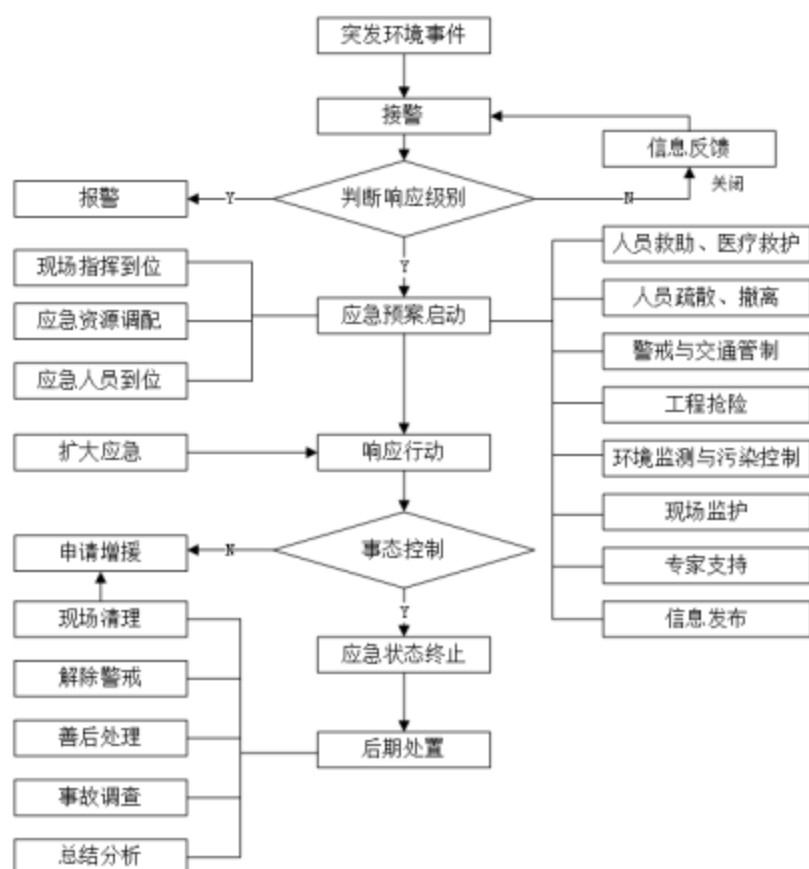 突发环境事件
接警
信息反馈
关闭
报警
Y
判断响应级别
N
Y
现场指挥到位
应急资源调配
应急人员到位
应急预案启动
人员救助、医疗救护
人员疏散、撤离
警戒与交通管制
工程抢险
环境监测与污染控制
现场监护
专家支持
信息发布
扩大应急
响应行动
申请增援
N
事态控制
Y
现场清理
解除警戒
善后处理
事故调查
总结分析
应急状态终止
后期处置